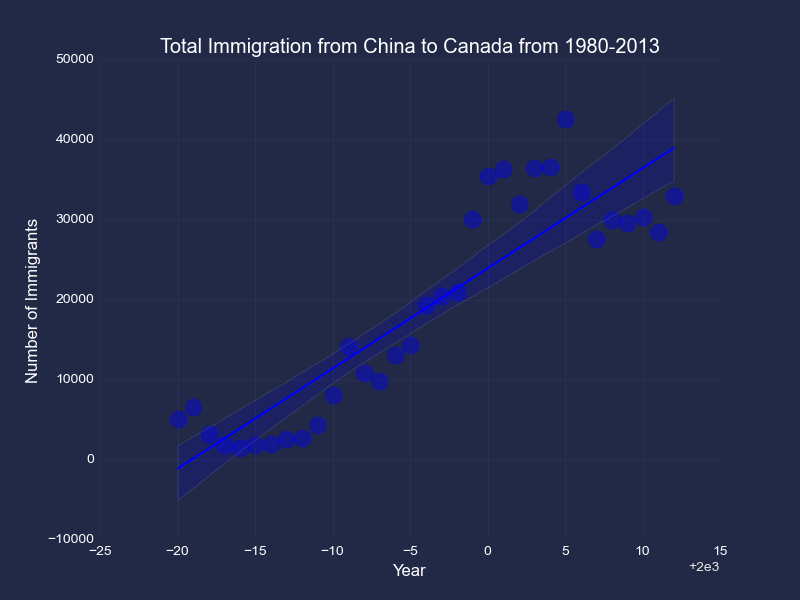 Total Immigration from China to Canada from 1980-2013
50000
40000
30000
20000
10000
0
−10000
Number of Immigrants
−25 −20 −15 −10 −5 0 5 10 15
+2e3
Year